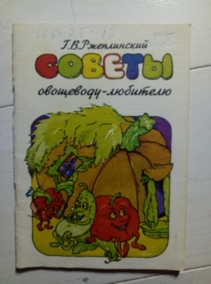 Г.В.Ржеплинский
СОВЕТЫ
овощеводу-любителю